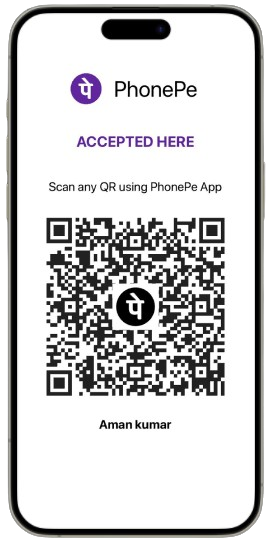 पे PhonePe
ACCEPTED HERE
Scan any QR using PhonePe App
पे
Aman kumar